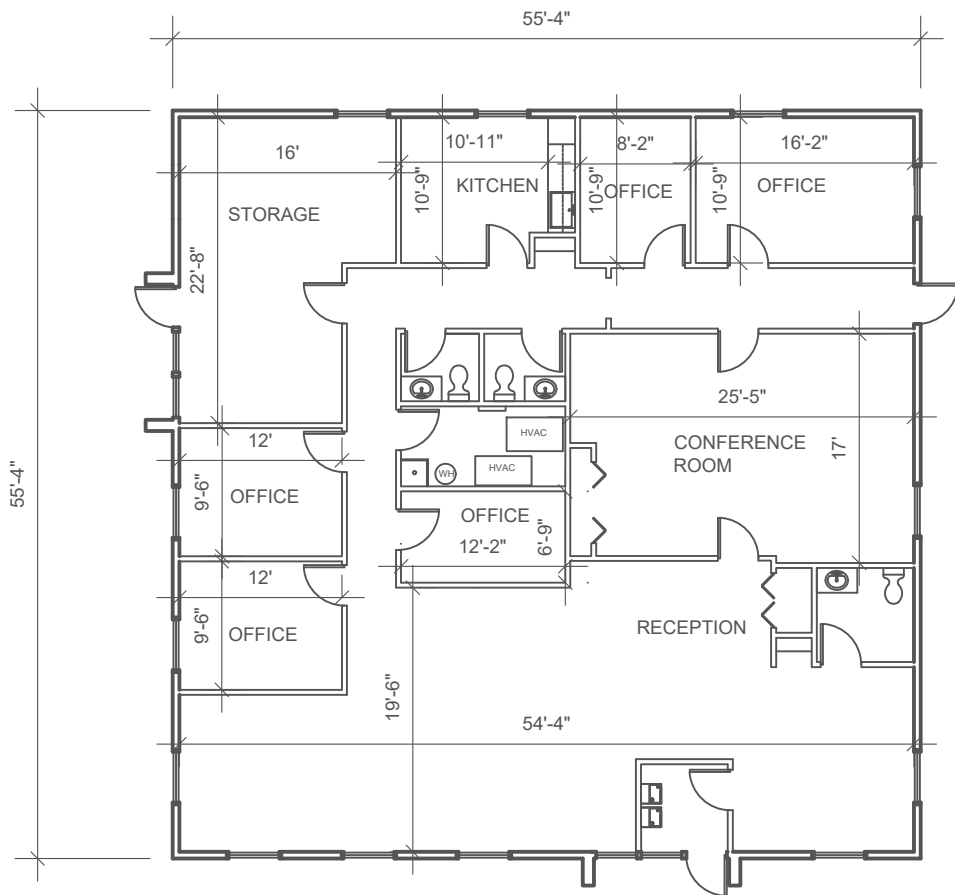 55'-4"
16'
10'-11"
8'-2"
16'-2"
10'-9"
KITCHEN
10'-9"
OFFICE
10'-9"
OFFICE
STORAGE
22'-8"
25'-5"
HVAC
12'
CONFERENCE
ROOM
17'
HVAC
WH
55'-4"
9'-6"
OFFICE
OFFICE
12'-2"
6'-9"
12'
9'-6"
OFFICE
RECEPTION
19'-6"
54'-4"